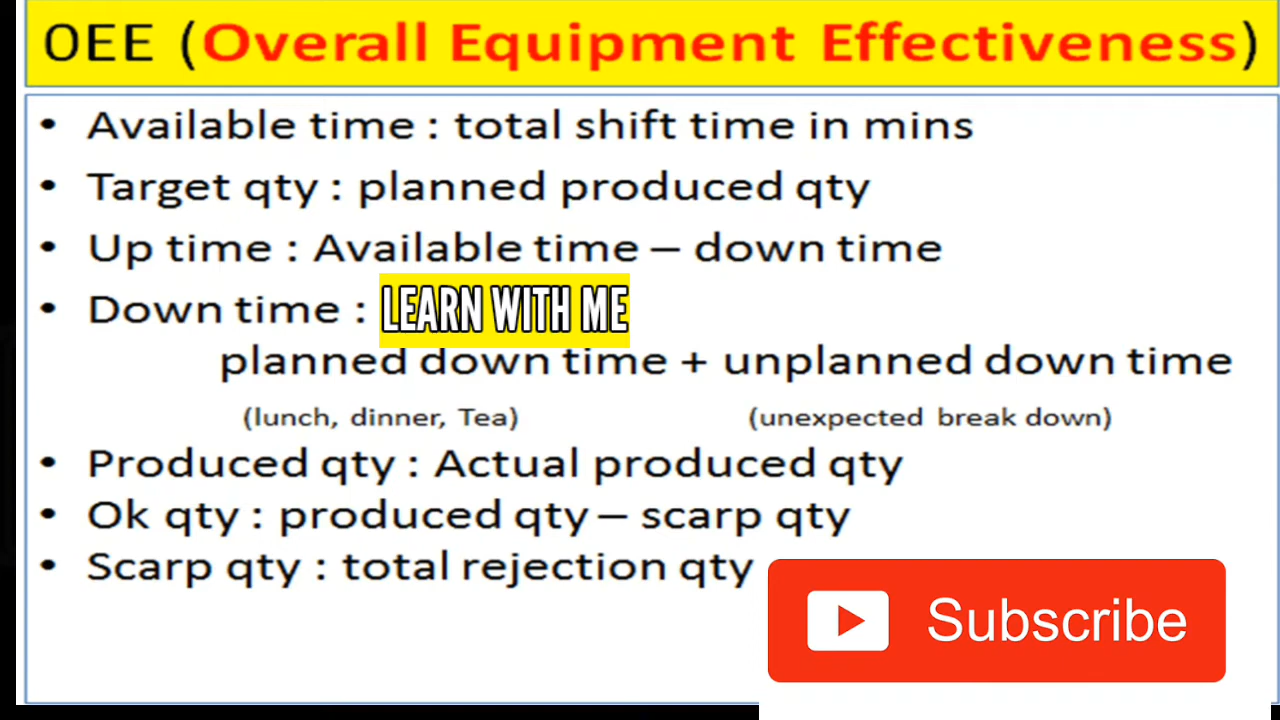 OEE (Overall Equipment Effectiveness)
• Available time : total shift time in mins
• Target qty : planned produced qty
• Up time : Available time – down time
• Down time : LEARN WITH ME
planned down time + unplanned down time
(lunch, dinner, Tea) (unexpected break down)
• Produced qty : Actual produced qty
• Ok qty : produced qty – scarp qty
• Scarp qty : total rejection qty
Subscribe